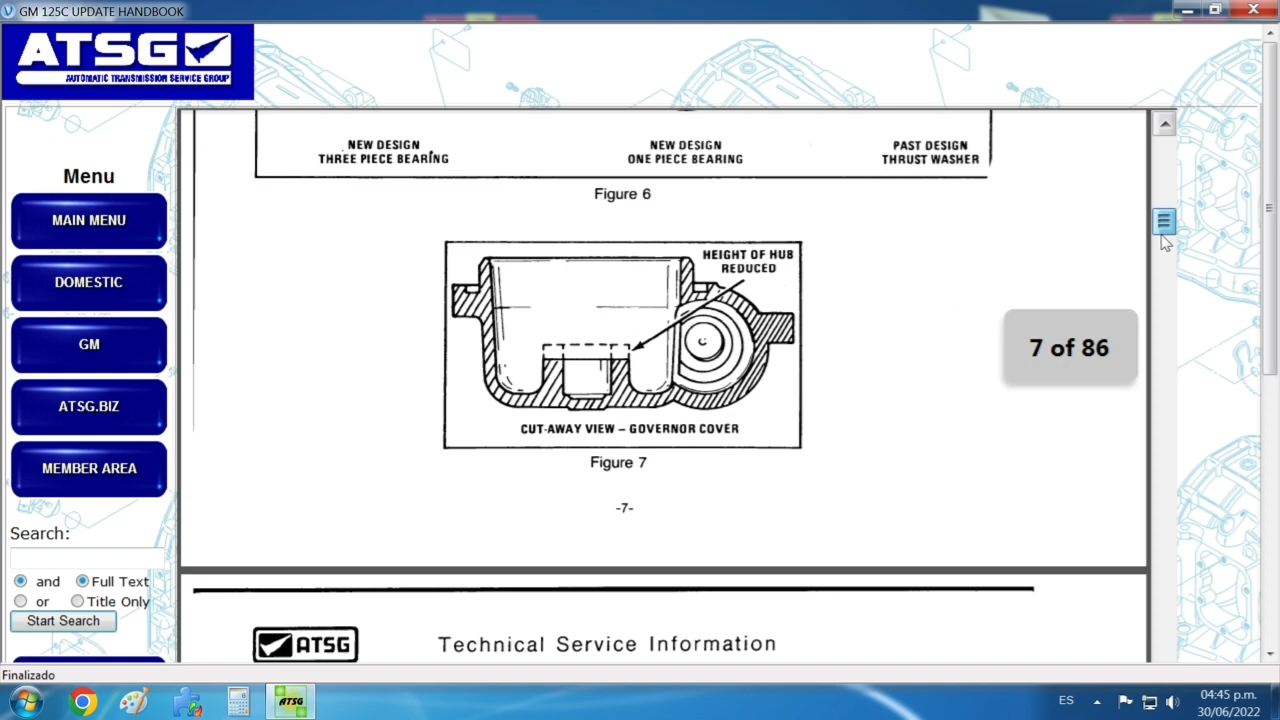 GM 125C UPDATE HANDBOOK
ATSG
AUTOMATIC TRANSMISSION SERVICE GROUP
Menu
MAIN MENU
DOMESTIC
GM
ATSG.BIZ
MEMBER AREA
Search:
and Full Text
or Title Only
Start Search
NEW DESIGN
THREE PIECE BEARING
NEW DESIGN
ONE PIECE BEARING
PAST DESIGN
THRUST WASHER
Figure 6
HEIGHT OF HUB
REDUCED
CUT-AWAY VIEW – GOVERNOR COVER
Figure 7
-7-
7 of 86
ATSG
Technical Service Information
Finalizado
ATSG
ES
04:45 p.m.
30/06/2022